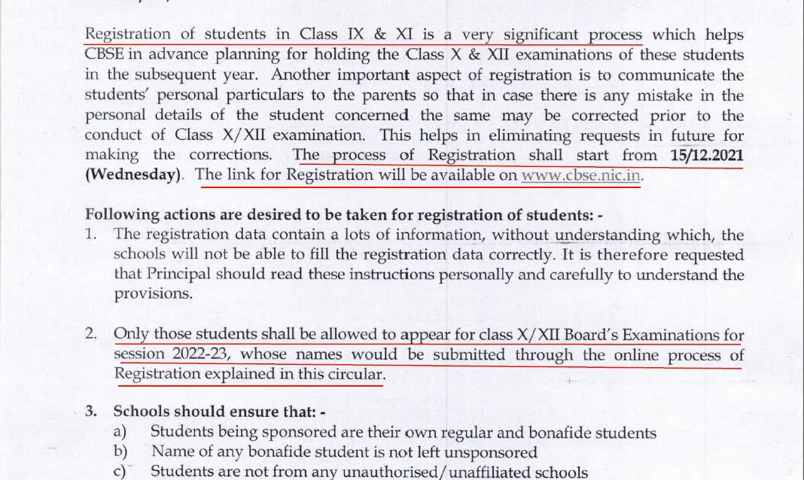 Registration of students in Class IX & XI is a very significant process which helps
CBSE in advance planning for holding the Class X & XII examinations of these students
in the subsequent year. Another important aspect of registration is to communicate the
students' personal particulars to the parents so that in case there is any mistake in the
personal details of the student concerned the same may be corrected prior to the
conduct of Class X/XII examination. This helps in eliminating requests in future for
making the corrections. The process of Registration shall start from 15/12.2021
(Wednesday). The link for Registration will be available on www.cbse.nic.in.
Following actions are desired to be taken for registration of students: -
1. The registration data contain a lots of information, without understanding which, the
schools will not be able to fill the registration data correctly. It is therefore requested
that Principal should read these instructions personally and carefully to understand the
provisions.
2. Only those students shall be allowed to appear for class X/XII Board's Examinations for
session 2022-23, whose names would be submitted through the online process of
Registration explained in this circular.
3. Schools should ensure that: -
a) Students being sponsored are their own regular and bonafide students
b) Name of any bonafide student is not left unsponsored
c) Students are not from any unauthorised/unaffiliated schools